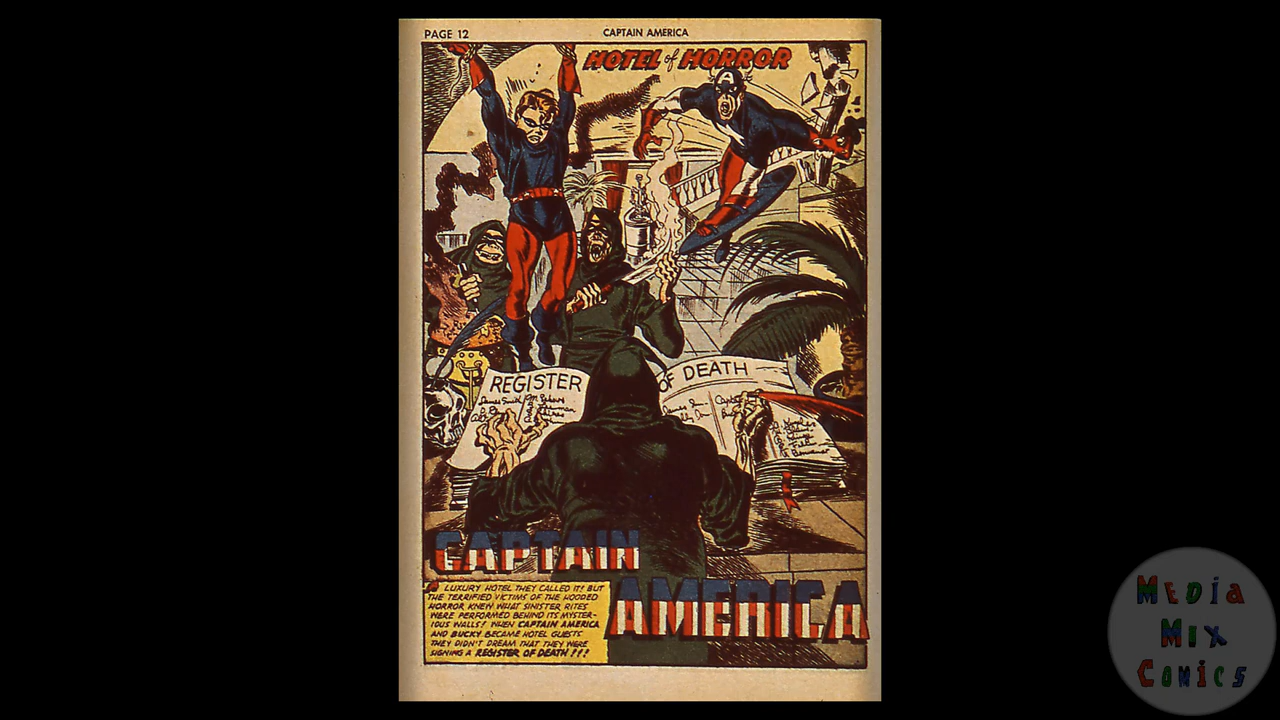 PAGE 12
CAPTAIN AMERICA
HOTEL of HORROR
REGISTER OF DEATH
James Smith
CAPTAIN
AMERICA
A LUXURY HOTEL THEY CALLED IT! BUT
THE TERRIFIED VICTIMS OF THE HOODED
HORROR KNEW WHAT SINISTER RITES
WERE PERFORMED BEHIND ITS MYSTER-
IOUS WALLS! WHEN CAPTAIN AMERICA
AND BUCKY BECAME HOTEL GUESTS
THEY DIDN'T DREAM THAT THEY WERE
SIGNING A REGISTER OF DEATH!!!
MeDia
Mix
Comics